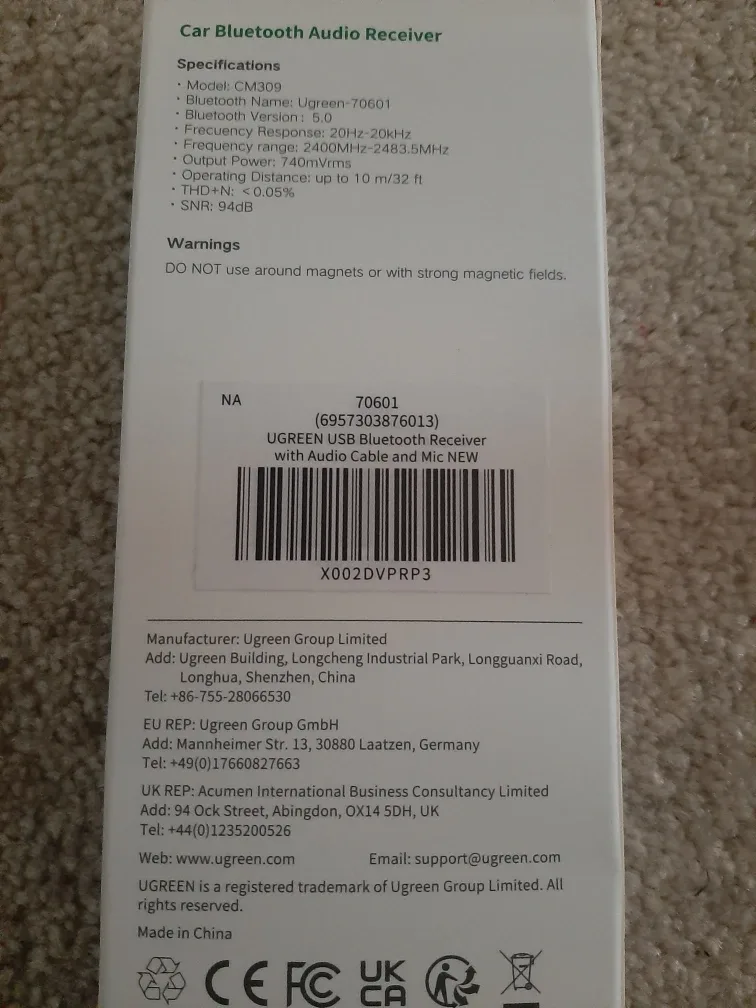 Car Bluetooth Audio Receiver
Specifications
· Model: CM309
· Bluetooth Name: Ugreen-70601
· Bluetooth Version : 5.0
· Frecuency Response: 20Hz-20kHz
· Frequency range: 2400MHz-2483.5MHz
· Output Power: 740mVrms
· Operating Distance: up to 10 m/32 ft
· THD+N: <0.05%
· SNR: 94dB
Warnings
DO NOT use around magnets or with strong magnetic fields.
NA
70601
(6957303876013)
UGREEN USB Bluetooth Receiver
with Audio Cable and Mic NEW
X002DVPRP3
Manufacturer: Ugreen Group Limited
Add: Ugreen Building, Longcheng Industrial Park, Longguanxi Road,
Longhua, Shenzhen, China
Tel: +86-755-28066530
EU REP: Ugreen Group GmbH
Add: Mannheimer Str. 13, 30880 Laatzen, Germany
Tel: +49(0)17660827663
UK REP: Acumen International Business Consultancy Limited
Add: 94 Ock Street, Abingdon, OX14 5DH, UK
Tel: +44(0)1235200526
Web: www.ugreen.com Email: support@ugreen.com
UGREEN is a registered trademark of Ugreen Group Limited. All
rights reserved.
Made in China
CE FC UK
CA